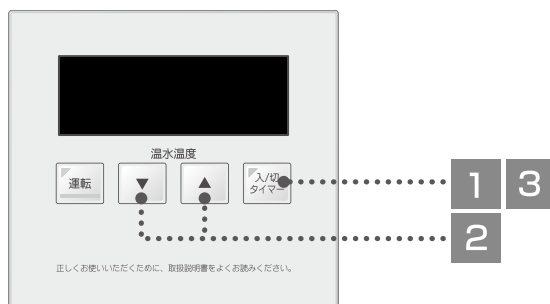 温水温度
運転 ▼ ▲ 入/切
タイマー
1 3
2
正しくお使いいただくために、取扱説明書をよくお読みください。